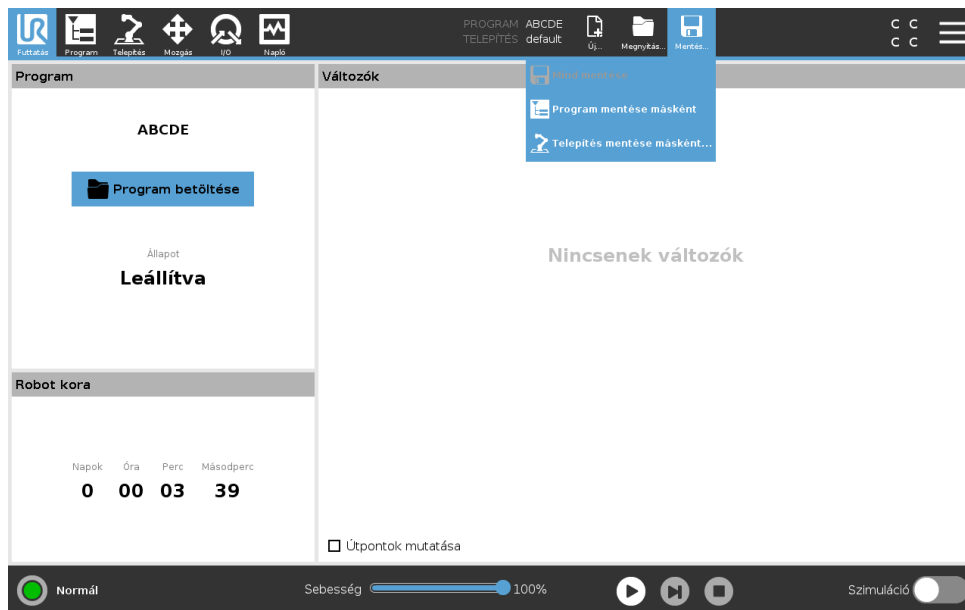 PROGRAM ABCDE
TELEPÍTÉS default
C C
C C
Futtatás Program Telepítés Mozgás I/O Napló Új... Megnyitás... Mentés...
Program
Változók
Mind mentése
Program mentése másként
Telepítés mentése másként...
ABCDE
Program betöltése
Állapot
Leállítva
Nincsenek változók
Robot kora
Napok Óra Perc Másodperc
0 00 03 39
Útpontok mutatása
Normál
Sebesség 100%
Szimuláció